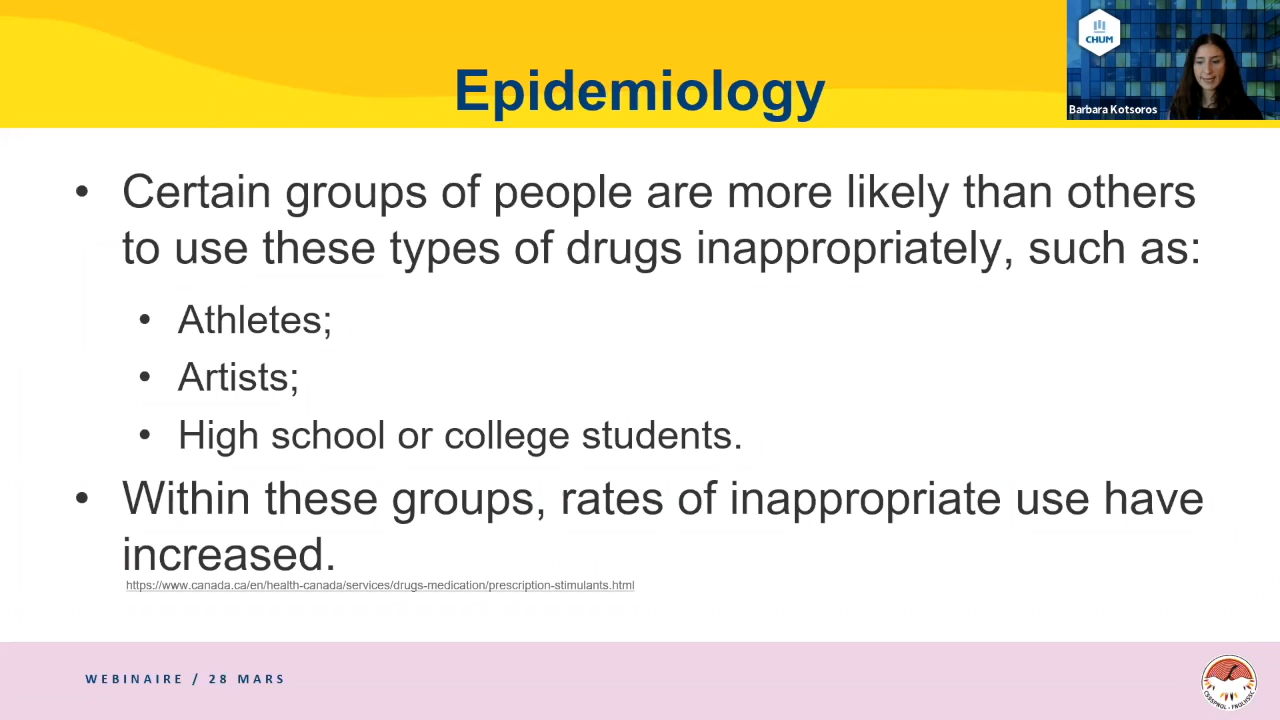 Epidemiology
CHUM
Barbara Kotsoros
• Certain groups of people are more likely than others
to use these types of drugs inappropriately, such as:
• Athletes;
• Artists;
• High school or college students.
• Within these groups, rates of inappropriate use have
increased.
https://www.canada.ca/en/health-canada/services/drugs-medication/prescription-stimulants.html
WEBINAIRE / 28 MARS
CSSSPNQL - FNQLHSSC